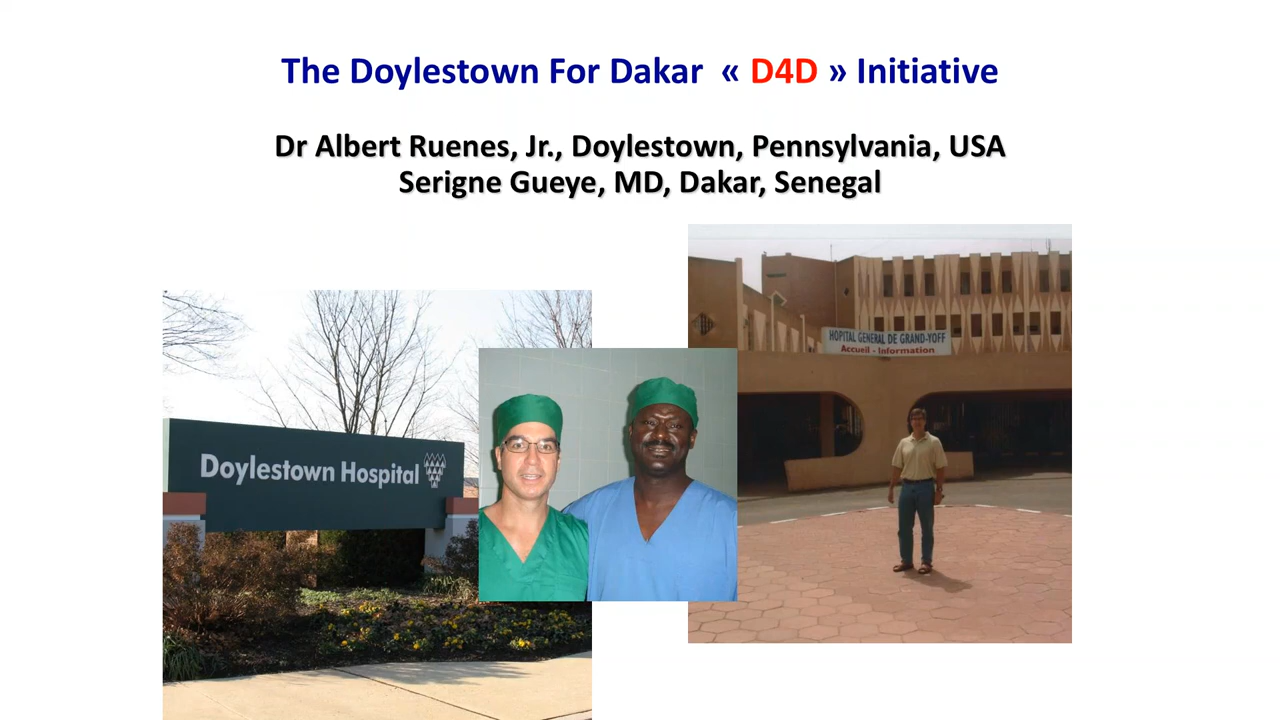 The Doylestown For Dakar « D4D » Initiative
Dr Albert Ruenes, Jr., Doylestown, Pennsylvania, USA
Serigne Gueye, MD, Dakar, Senegal
HOPITAL GENERAL DE GRAND-YOFF
Accueil - Information
Doylestown Hospital